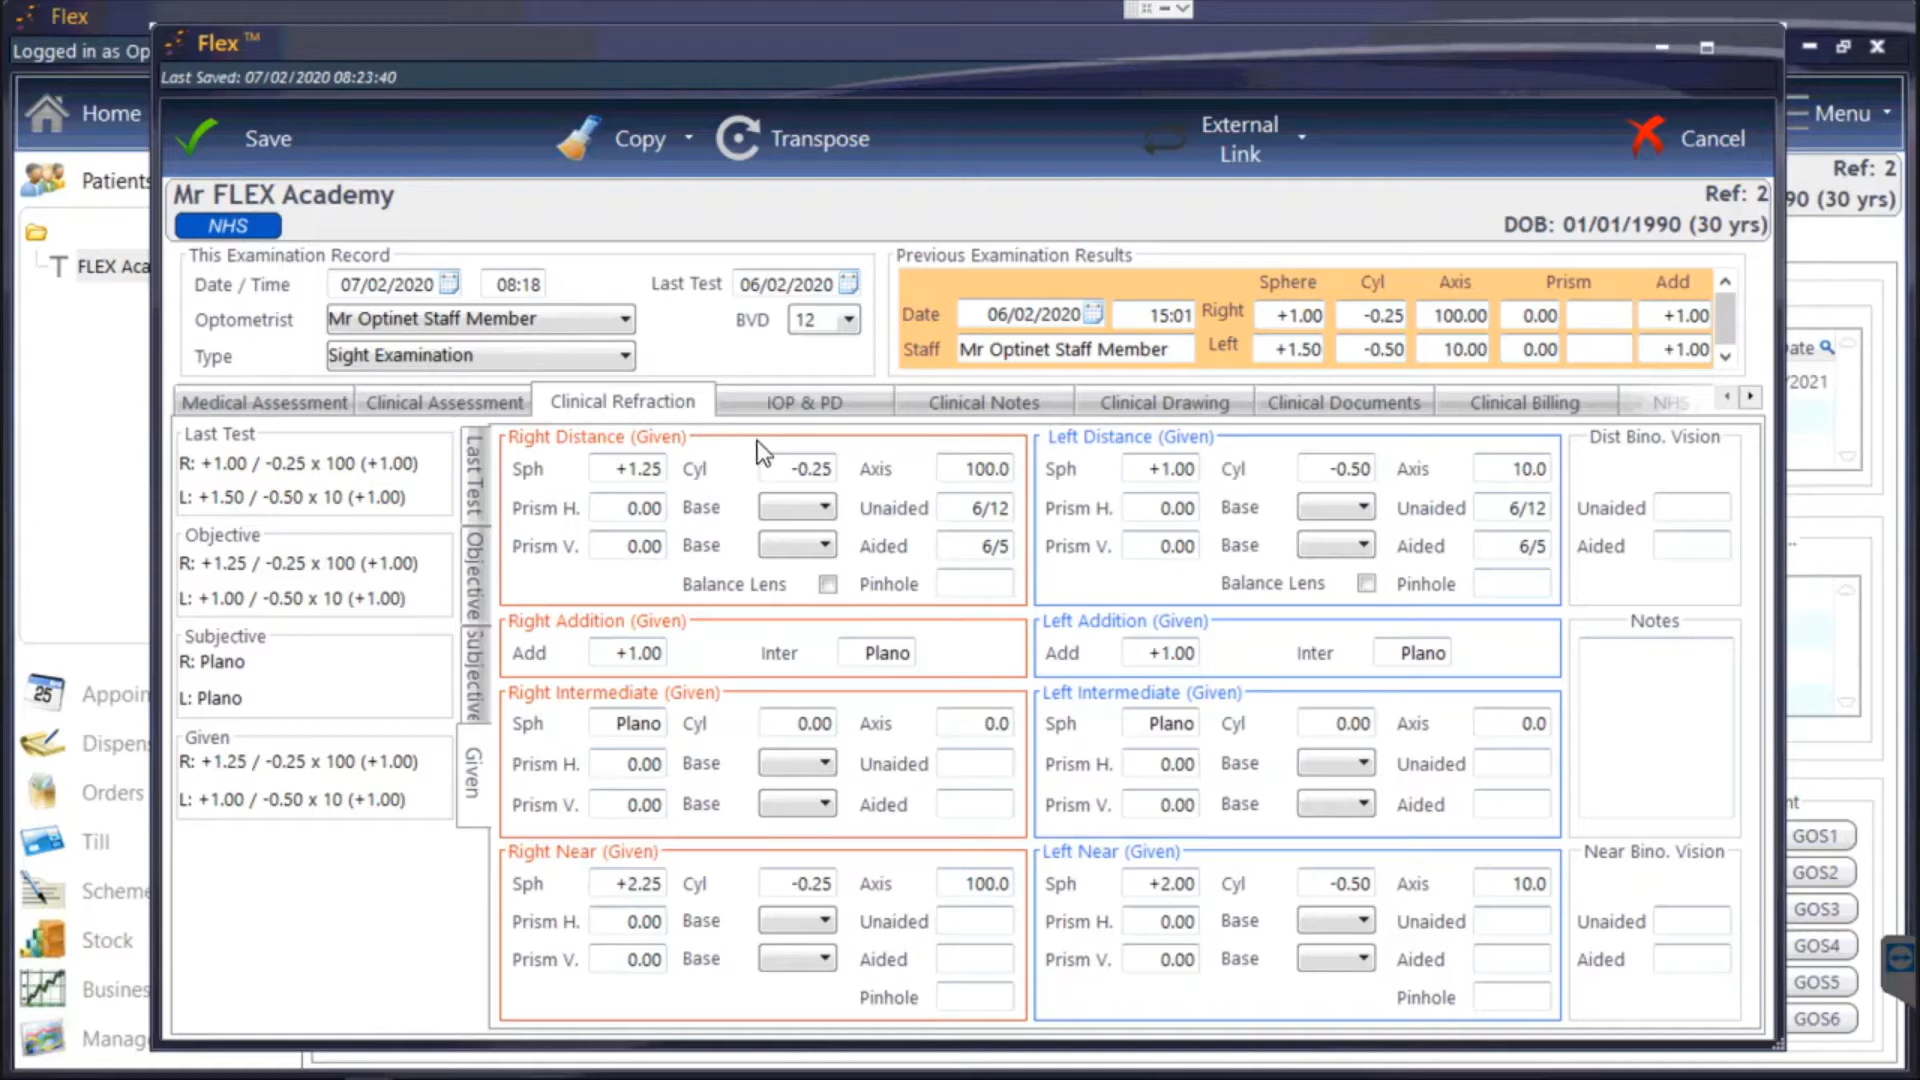 Flex
Logged in as Op
Flex ™
Last Saved: 07/02/2020 08:23:40
Home
Save
Copy
Transpose
External
Link
Cancel
Menu
Patients
Mr FLEX Academy
Ref: 2
Ref: 2
NHS
DOB: 01/01/1990 (30 yrs)
90 (30 yrs)
FLEX Aca
This Examination Record
Date / Time 07/02/2020 08:18 Last Test 06/02/2020
Optometrist Mr Optinet Staff Member BVD 12
Type Sight Examination
Previous Examination Results
Sphere Cyl Axis Prism Add
Date 06/02/2020 15:01 Right +1.00 -0.25 100.00 0.00 +1.00
Staff Mr Optinet Staff Member Left +1.50 -0.50 10.00 0.00 +1.00
Date
/2021
Medical Assessment Clinical Assessment Clinical Refraction IOP & PD Clinical Notes Clinical Drawing Clinical Documents Clinical Billing NHS
Last Test
R: +1.00 / -0.25 x 100 (+1.00)
L: +1.50 / -0.50 x 10 (+1.00)
Objective
R: +1.25 / -0.25 x 100 (+1.00)
L: +1.00 / -0.50 x 10 (+1.00)
Subjective
R: Plano
L: Plano
Given
R: +1.25 / -0.25 x 100 (+1.00)
L: +1.00 / -0.50 x 10 (+1.00)
Last Test
Objective
Subjective
Given
Right Distance (Given)
Sph +1.25 Cyl -0.25 Axis 100.0
Prism H. 0.00 Base Unaided 6/12
Prism V. 0.00 Base Aided 6/5
Balance Lens Pinhole
Right Addition (Given)
Add +1.00 Inter Plano
Right Intermediate (Given)
Sph Plano Cyl 0.00 Axis 0.0
Prism H. 0.00 Base Unaided
Prism V. 0.00 Base Aided
Right Near (Given)
Sph +2.25 Cyl -0.25 Axis 100.0
Prism H. 0.00 Base Unaided
Prism V. 0.00 Base Aided
Pinhole
Left Distance (Given)
Sph +1.00 Cyl -0.50 Axis 10.0
Prism H. 0.00 Base Unaided 6/12
Prism V. 0.00 Base Aided 6/5
Balance Lens Pinhole
Left Addition (Given)
Add +1.00 Inter Plano
Left Intermediate (Given)
Sph Plano Cyl 0.00 Axis 0.0
Prism H. 0.00 Base Unaided
Prism V. 0.00 Base Aided
Left Near (Given)
Sph +2.00 Cyl -0.50 Axis 10.0
Prism H. 0.00 Base Unaided
Prism V. 0.00 Base Aided
Pinhole
Dist Bino. Vision
Unaided
Aided
Notes
Near Bino. Vision
Unaided
Aided
25
Appoin
Dispens
Orders
Till
Scheme
Stock
Busines
Manag
nt
GOS1
GOS2
GOS3
GOS4
GOS5
GOS6